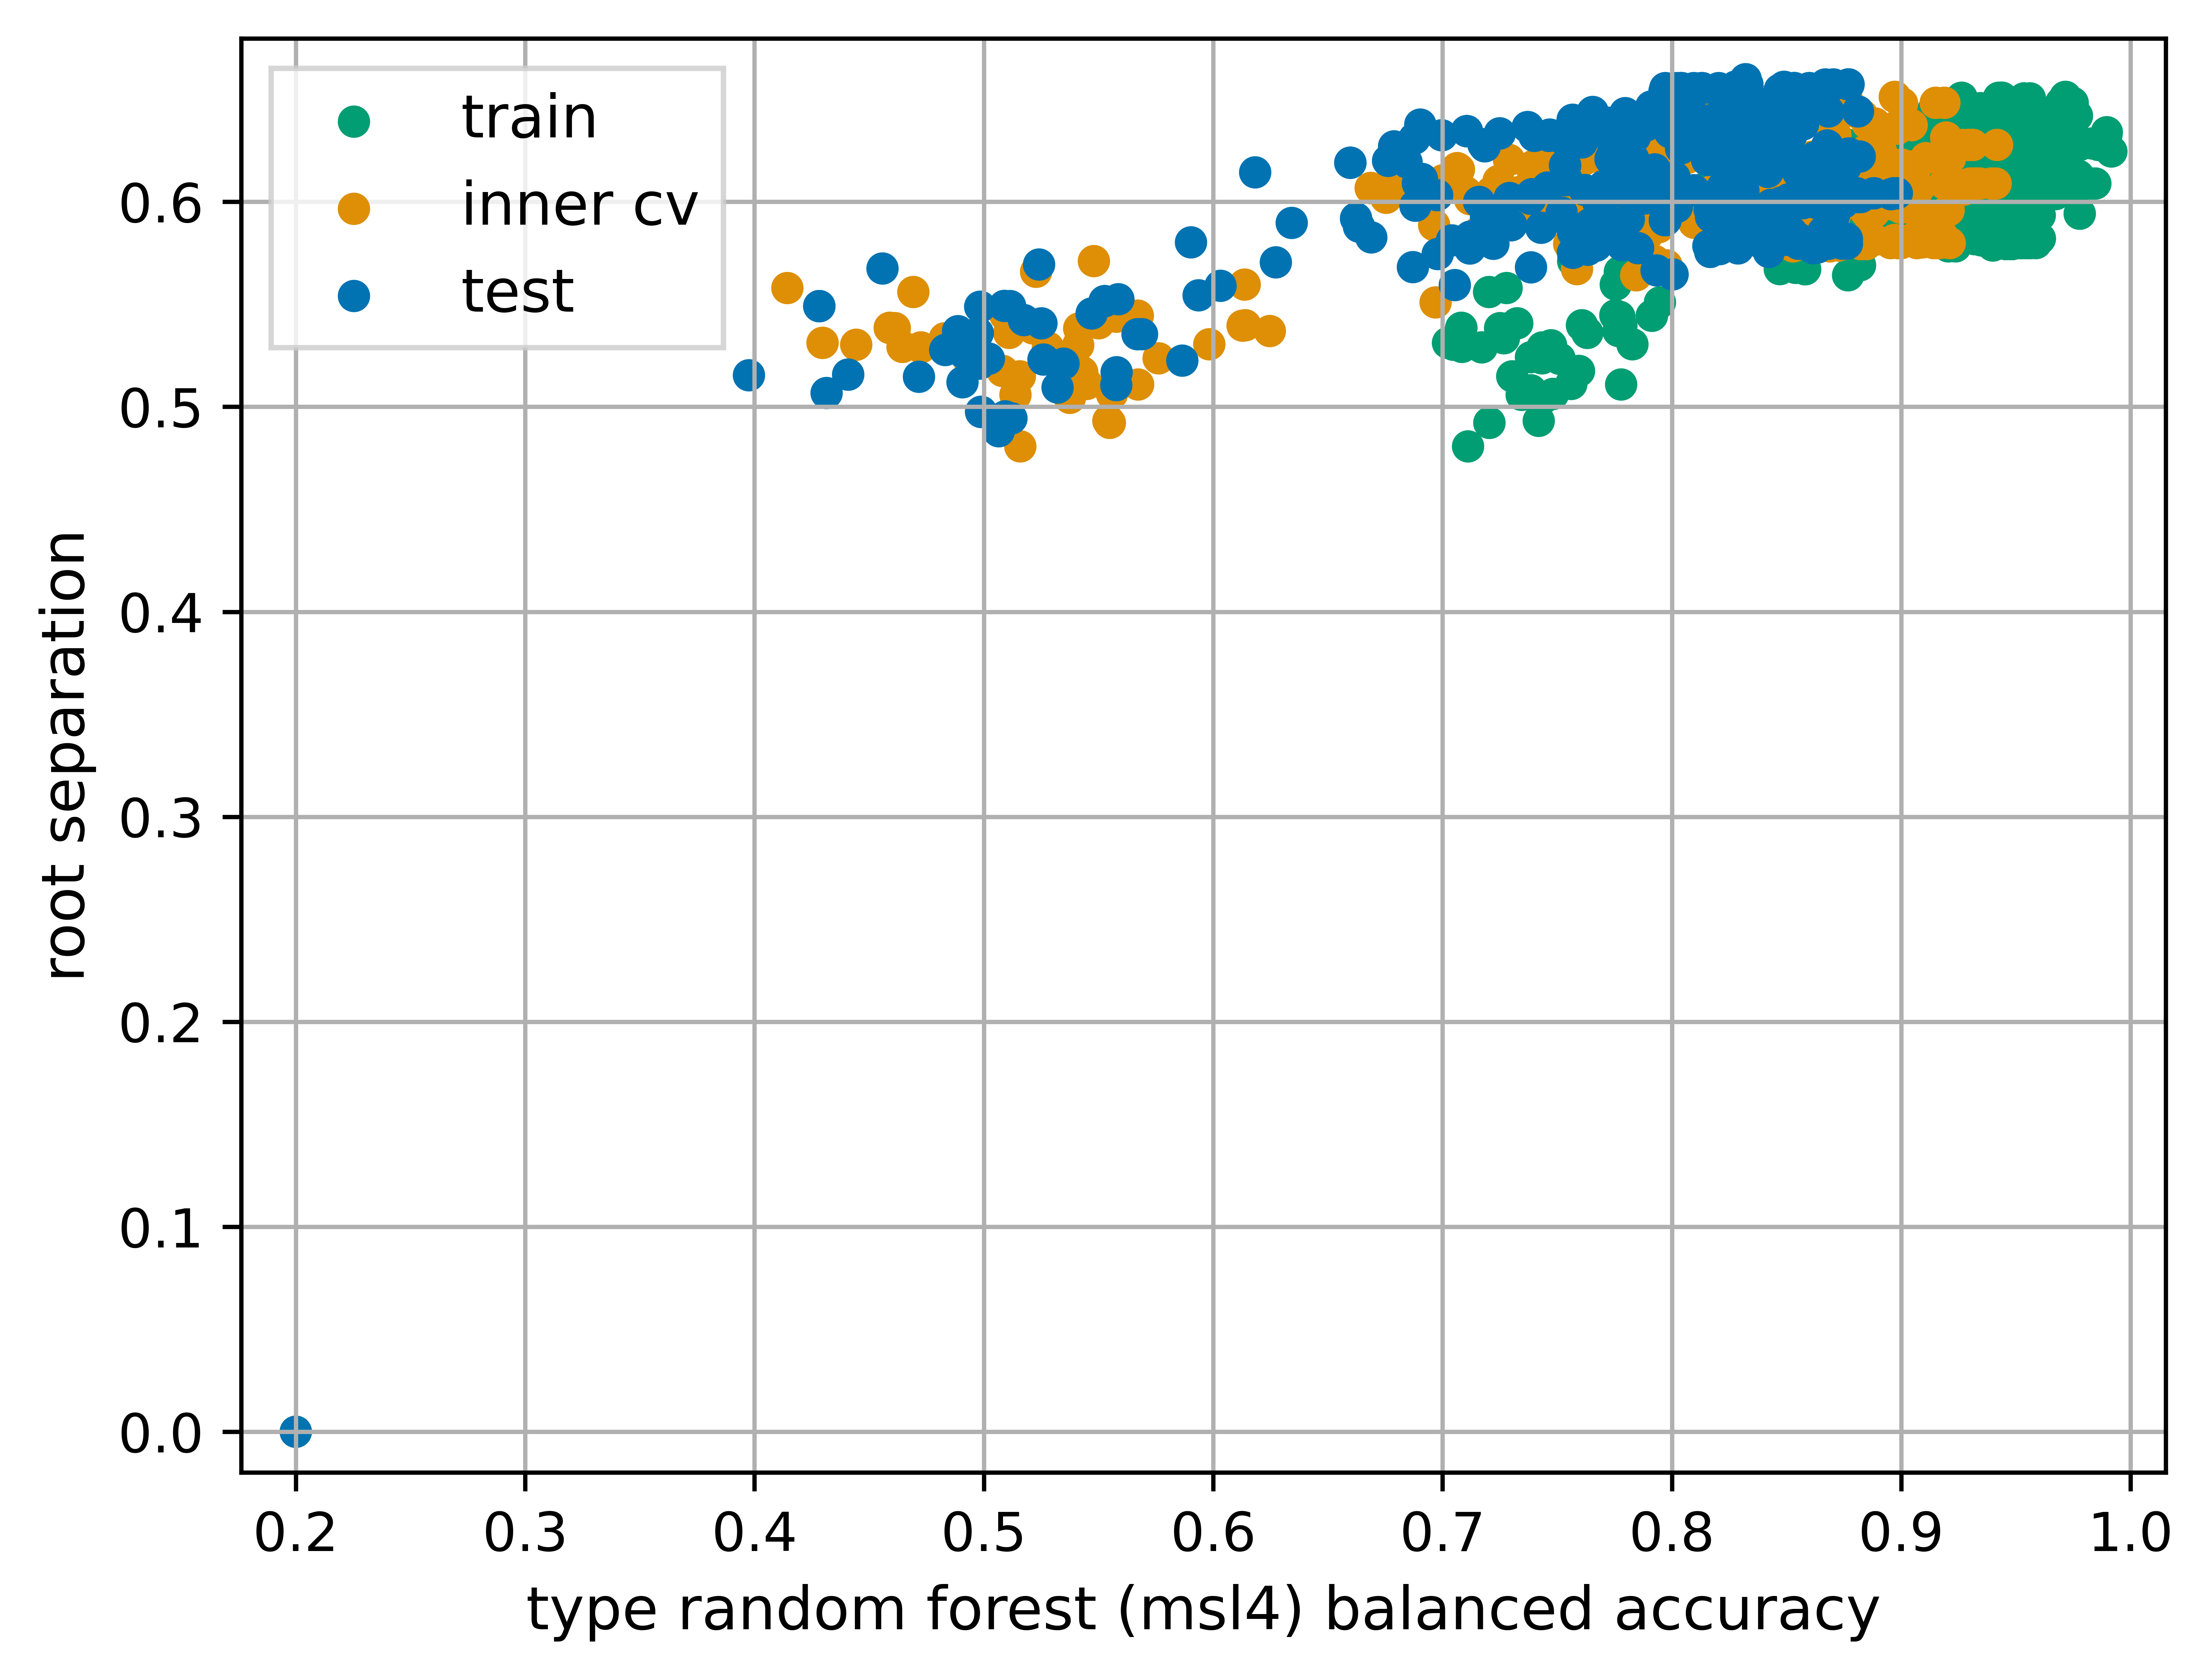 train
inner cv
test
root separation
0.6
0.5
0.4
0.3
0.2
0.1
0.0
0.2 0.3 0.4 0.5 0.6 0.7 0.8 0.9 1.0
type random forest (msl4) balanced accuracy